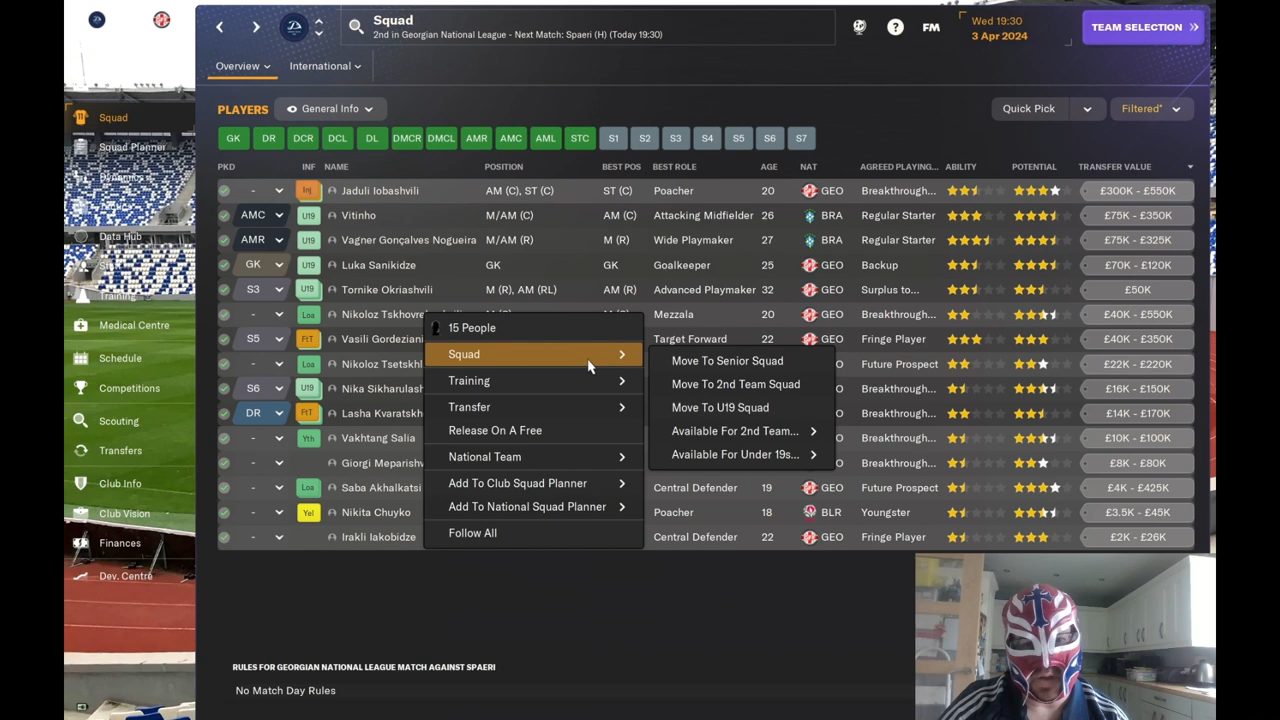 Squad
2nd in Georgian National League - Next Match: Spaeri (H) (Today 19:30)
FM
Wed 19:30
3 Apr 2024
TEAM SELECTION
Overview
International
Squad
Squad Planner
Data Hub
Training
Medical Centre
Schedule
Competitions
Scouting
Transfers
Club Info
Club Vision
Finances
Dev. Centre
PLAYERS
General Info
Quick Pick
Filtered*
GK DR DCR DCL DL DMCR DMCL AMR AMC AML STC S1 S2 S3 S4 S5 S6 S7
PKD INF NAME POSITION BEST POS BEST ROLE AGE NAT AGREED PLAYING... ABILITY POTENTIAL TRANSFER VALUE
- Inj Jaduli Iobashvili AM (C), ST (C) ST (C) Poacher 20 GEO Breakthrough... £300K - £550K
AMC U19 Vitinho M/AM (C) AM (C) Attacking Midfielder 26 BRA Regular Starter £75K - £350K
AMR U19 Vagner Gonçalves Nogueira M/AM (R) M (R) Wide Playmaker 27 BRA Regular Starter £75K - £325K
GK U19 Luka Sanikidze GK GK Goalkeeper 25 GEO Backup £70K - £120K
S3 U19 Tornike Okriashvili M (R), AM (RL) AM (R) Advanced Playmaker 32 GEO Surplus to... £50K
- Loa Nikoloz Mezzala 20 GEO Breakthrough... £40K - £550K
S5 FtT Vasili Gordeziani Target Forward 22 GEO Fringe Player £40K - £350K
- Loa Nikoloz Tsetskhl Future Prospect £22K - £220K
S6 U19 Nika Sikharulash Breakthrough... £16K - £150K
DR FtT Lasha Kvaratskh Fringe Player £14K - £170K
- Yth Vakhtang Salia Breakthrough... £10K - £100K
- Giorgi Meparishv Breakthrough... £8K - £80K
- Loa Saba Akhalkatsi Central Defender 19 GEO Future Prospect £4K - £425K
- Yel Nikita Chuyko Poacher 18 BLR Youngster £3.5K - £45K
- Irakli Iakobidze Central Defender 22 GEO Fringe Player £2K - £26K
15 People
Squad
Training
Transfer
Release On A Free
National Team
Add To Club Squad Planner
Add To National Squad Planner
Follow All
Move To Senior Squad
Move To 2nd Team Squad
Move To U19 Squad
Available For 2nd Team...
Available For Under 19s...
RULES FOR GEORGIAN NATIONAL LEAGUE MATCH AGAINST SPAERI
No Match Day Rules